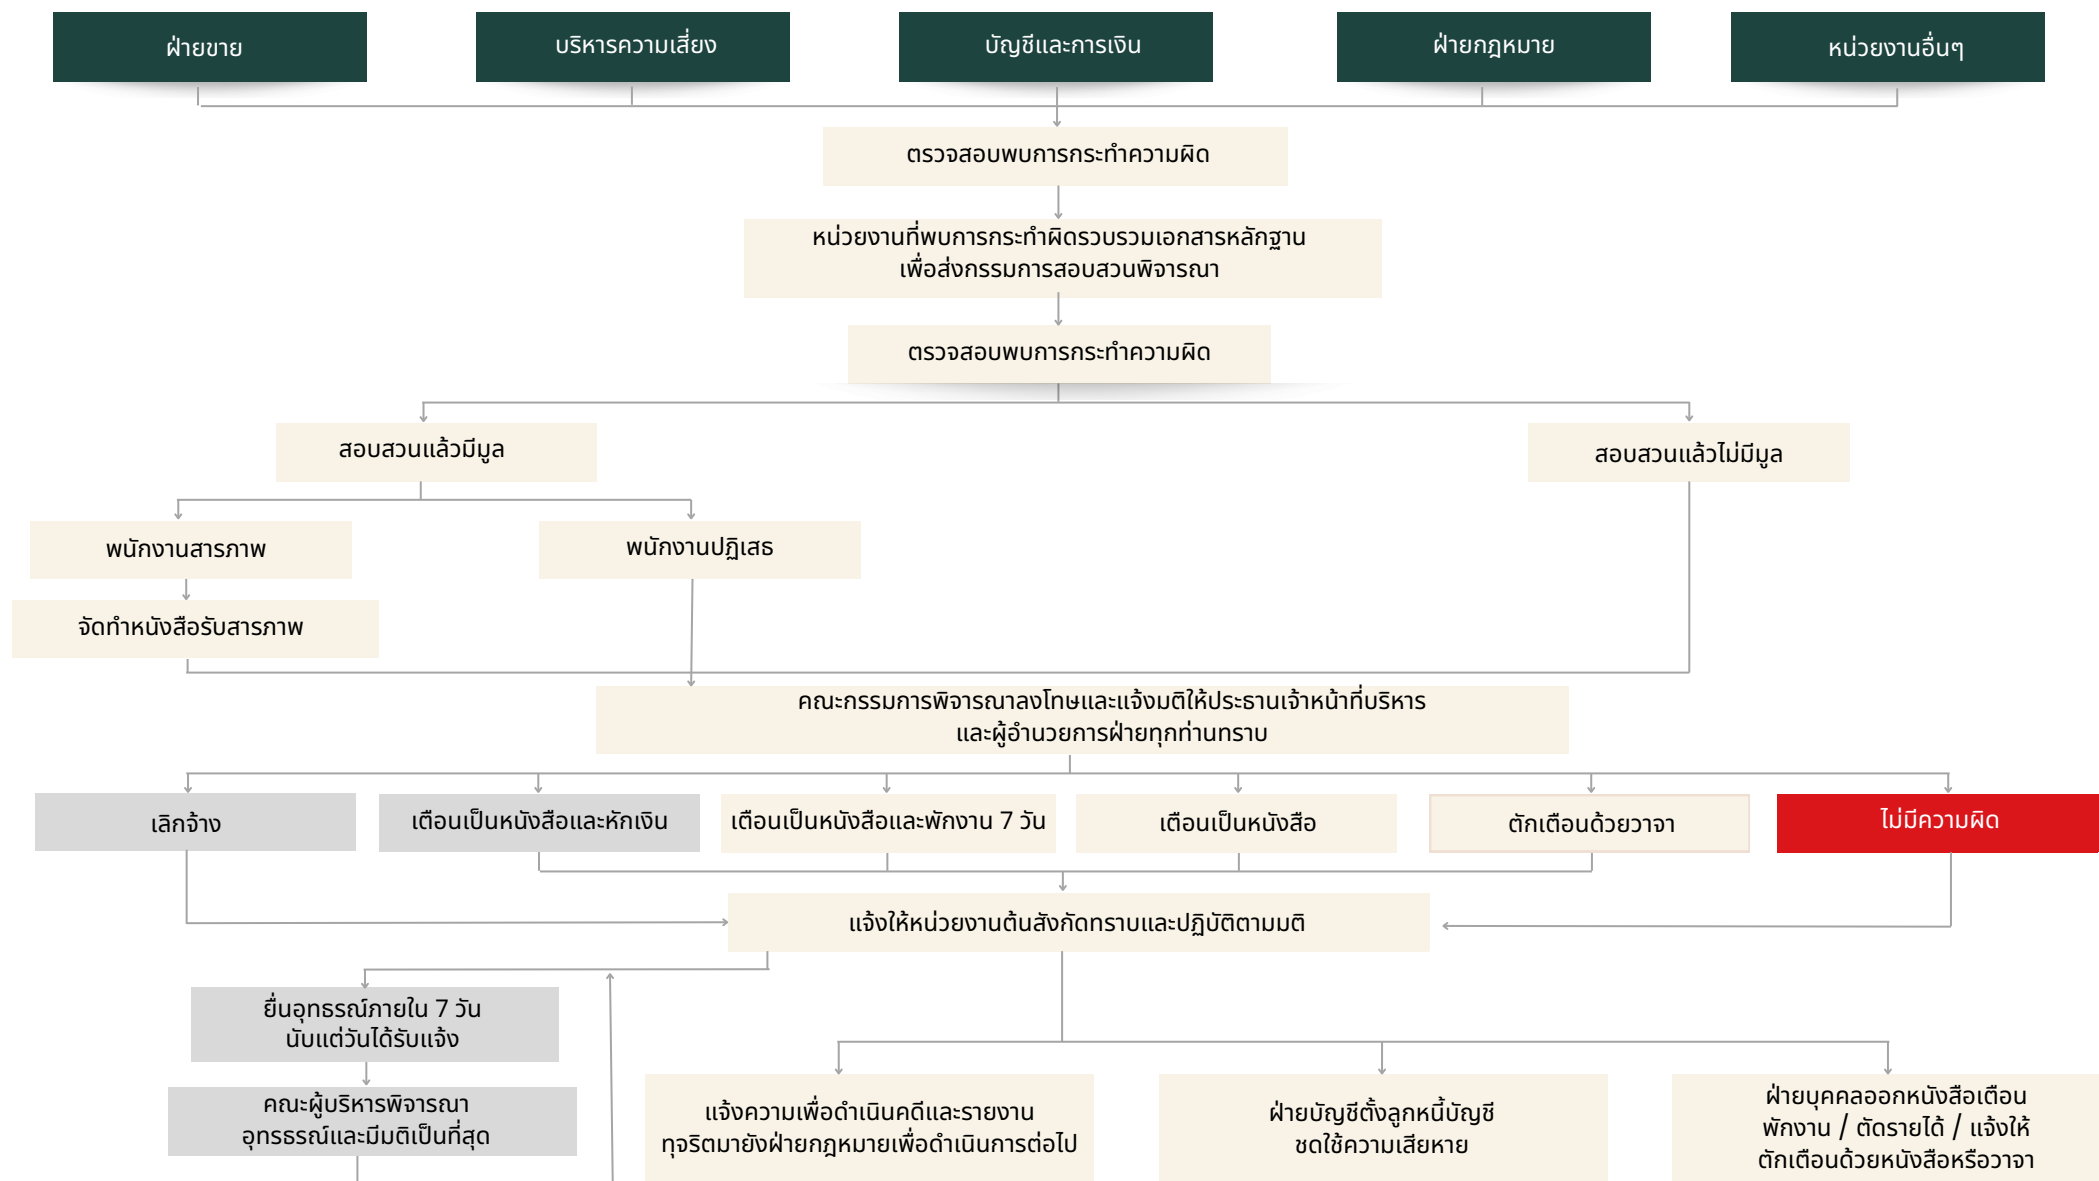 ฝ่ายขาย
บริหารความเสี่ยง
บัญชีและการเงิน
ฝ่ายกฎหมาย
หน่วยงานอื่นๆ
ตรวจสอบพบการกระทำความผิด
หน่วยงานที่พบการกระทำผิดรวบรวมเอกสารหลักฐาน
เพื่อส่งกรรมการสอบสวนพิจารณา
ตรวจสอบพบการกระทำความผิด
สอบสวนแล้วมีมูล
สอบสวนแล้วไม่มีมูล
พนักงานสารภาพ
พนักงานปฏิเสธ
จัดทำหนังสือรับสารภาพ
คณะกรรมการพิจารณาลงโทษและแจ้งมติให้ประธานเจ้าหน้าที่บริหาร
และผู้อำนวยการฝ่ายทุกท่านทราบ
เลิกจ้าง
เตือนเป็นหนังสือและหักเงิน
เตือนเป็นหนังสือและพักงาน 7 วัน
เตือนเป็นหนังสือ
ตักเตือนด้วยวาจา
ไม่มีความผิด
แจ้งให้หน่วยงานต้นสังกัดทราบและปฏิบัติตามมติ
ยื่นอุทธรณ์ภายใน 7 วัน
นับแต่วันได้รับแจ้ง
คณะผู้บริหารพิจารณา
อุทรธรณ์และมีมติเป็นที่สุด
แจ้งความเพื่อดำเนินคดีและรายงาน
ทุจริตมายังฝ่ายกฎหมายเพื่อดำเนินการต่อไป
ฝ่ายบัญชีตั้งลูกหนี้บัญชี
ชดใช้ความเสียหาย
ฝ่ายบุคคลออกหนังสือเตือน
พักงาน / ตัดรายได้ / แจ้งให้
ตักเตือนด้วยหนังสือหรือวาจา